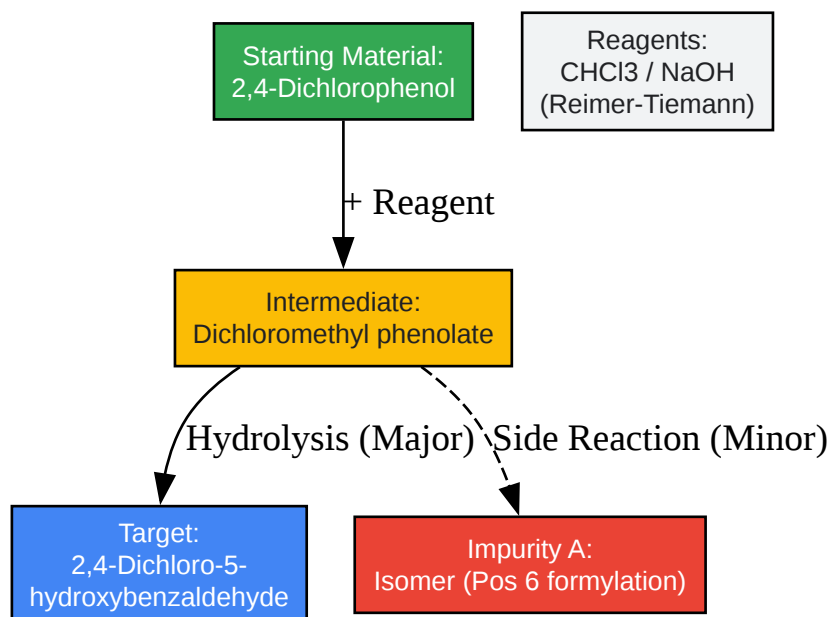 Starting Material:
2,4-Dichlorophenol
Reagents:
CHCl3 / NaOH
(Reimer-Tiemann)
+ Reagent
Intermediate:
Dichloromethyl phenolate
Hydrolysis (Major)
Side Reaction (Minor)
Target:
2,4-Dichloro-5-
hydroxybenzaldehyde
Impurity A:
Isomer (Pos 6 formylation)